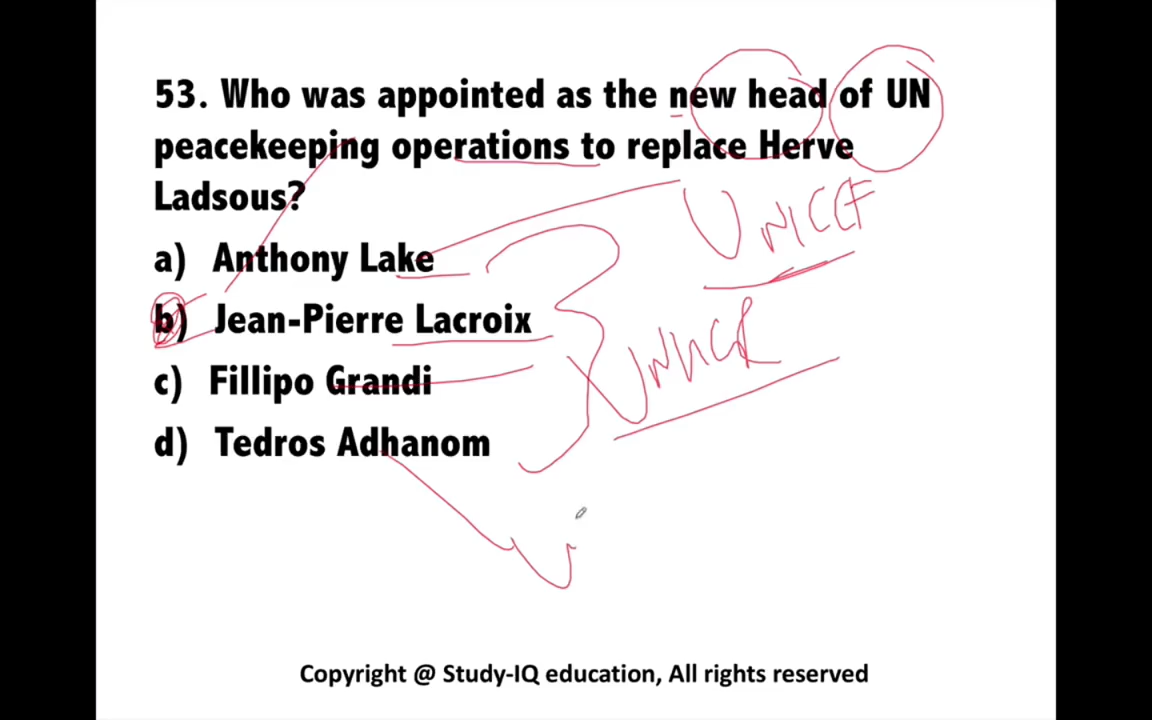 53. Who was appointed as the new head of UN
peacekeeping operations to replace Herve
Ladsous?
a) Anthony Lake
UNICEF
b) Jean-Pierre Lacroix
UNHCR
c) Fillipo Grandi
d) Tedros Adhanom
Copyright @ Study-IQ education, All rights reserved